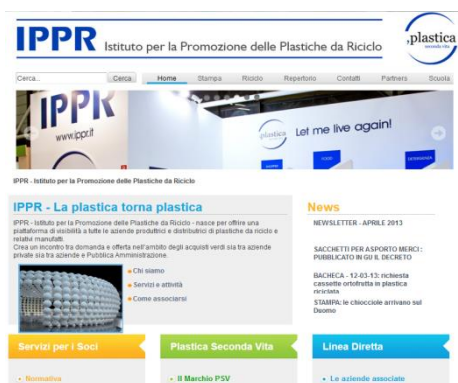 IPPR Istituto per la Promozione delle Plastiche da Riciclo
,plastica
seconda vita
Cerca... Cerca Home Stampa Riciclo Repertorio Contatti Partners Scuola
IPPR
www.ippr.it
,plastica Let me live again!
IPPR - Istituto per la Promozione delle Plastiche da Riciclo
IPPR - La plastica torna plastica
IPPR - Istituto per la Promozione delle Plastiche da Riciclo - nasce per offrire una
piattaforma di visibilità a tutte le aziende produttrici e distributrici di plastiche da riciclo e
relativi manufatti.
Crea un incontro tra domanda e offerta nell'ambito degli acquisti verdi sia tra aziende
private sia tra aziende e Pubblica Amministrazione.
Chi siamo
Servizi e attività
Come associarsi
News
NEWSLETTER - APRILE 2013
SACCHETTI PER ASPORTO MERCI:
PUBBLICATO IN GU IL DECRETO
BACHECA - 12-03-13: richiesta
cassette ortofrutta in plastica
riciclata
STAMPA: le chiocciole arrivano sul
Duomo
Servizi per i Soci
Plastica Seconda Vita
Linea Diretta
Normativa
Il Marchio PSV
Le aziende associate